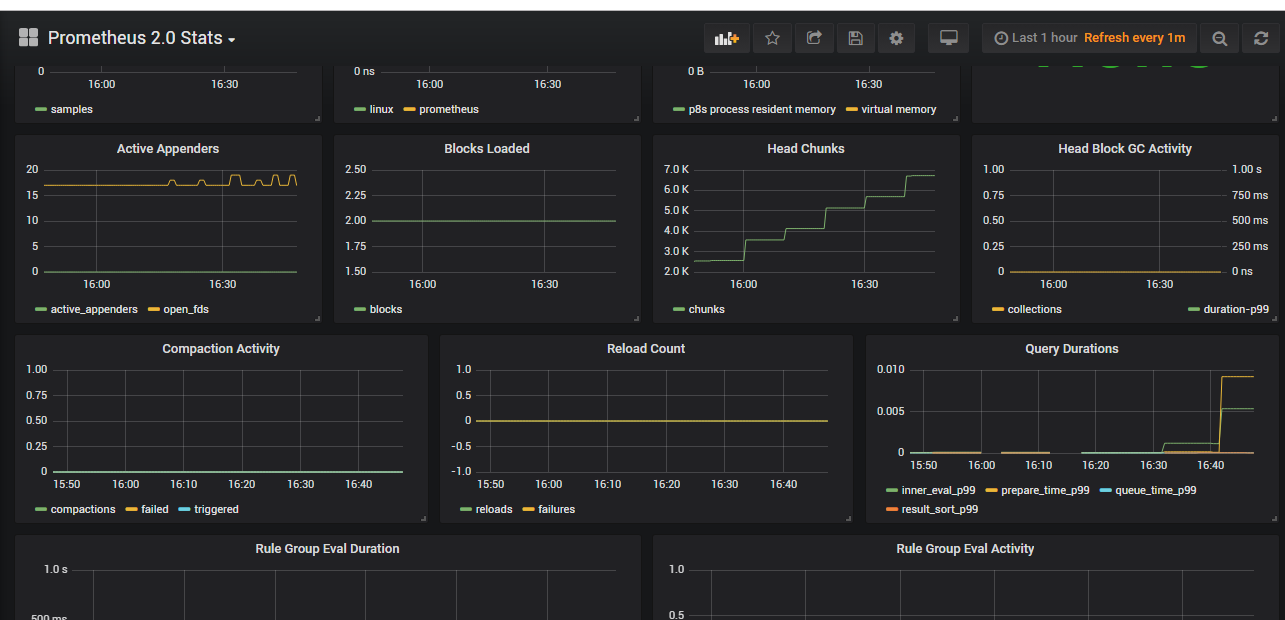 Prometheus 2.0 Stats
Last 1 hour Refresh every 1m
0
16:00 16:30
samples
0 ns
16:00 16:30
linux prometheus
0 B
16:00 16:30
p8s process resident memory virtual memory
Active Appenders
20
15
10
5
0
16:00 16:30
active_appenders open_fds
Blocks Loaded
2.50
2.25
2.00
1.75
1.50
16:00 16:30
blocks
Head Chunks
7.0 K
6.0 K
5.0 K
4.0 K
3.0 K
2.0 K
16:00 16:30
chunks
Head Block GC Activity
1.00 1.00 s
0.75 750 ms
0.50 500 ms
0.25 250 ms
0 0 ns
16:00 16:30
collections duration-p99
Compaction Activity
1.00
0.75
0.50
0.25
0
15:50 16:00 16:10 16:20 16:30 16:40
compactions failed triggered
Reload Count
1.0
0.5
0
-0.5
-1.0
15:50 16:00 16:10 16:20 16:30 16:40
reloads failures
Query Durations
0.010
0.005
0
15:50 16:00 16:10 16:20 16:30 16:40
inner_eval_p99 prepare_time_p99 queue_time_p99
result_sort_p99
Rule Group Eval Duration
1.0 s
500 ms
Rule Group Eval Activity
1.0
0.5